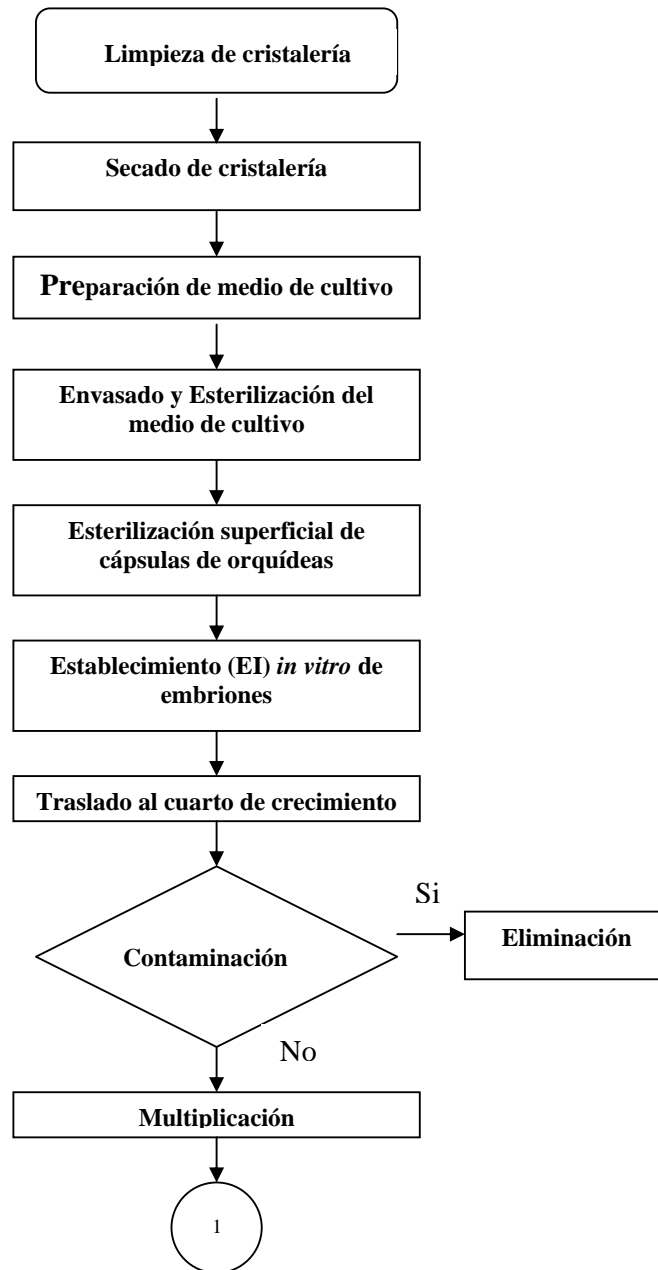 Limpieza de cristalería
Secado de cristalería
Preparación de medio de cultivo
Envasado y Esterilización del
medio de cultivo
Esterilización superficial de
cápsulas de orquídeas
Establecimiento (EI) in vitro de
embriones
Traslado al cuarto de crecimiento
Contaminación
Si
Eliminación
No
Multiplicación
1